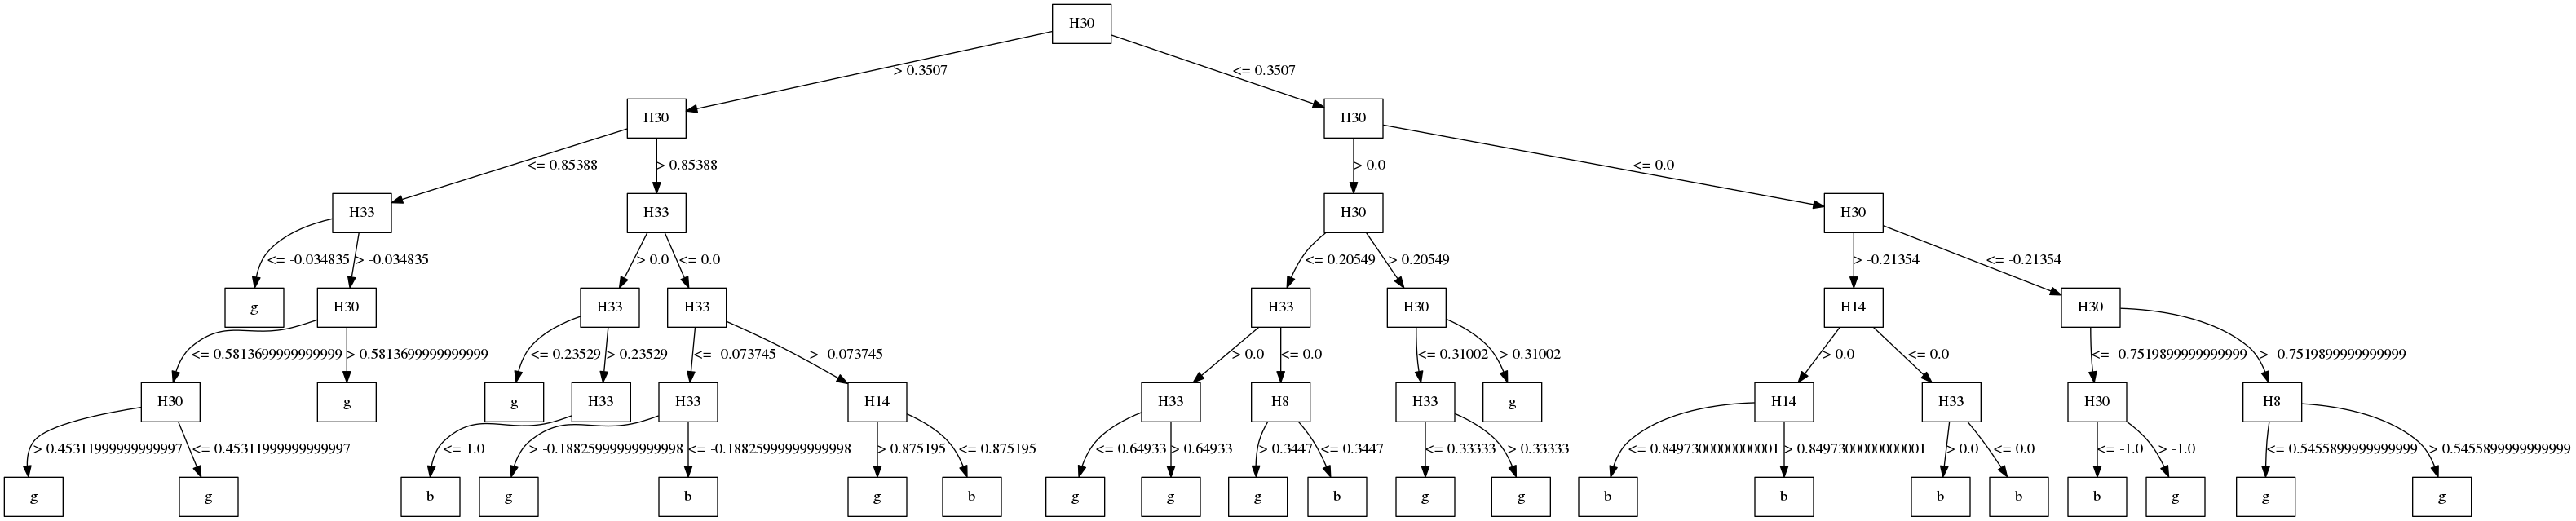 H30
> 0.3507 <= 0.3507
H30 H30
<= 0.85388 > 0.85388 > 0.0 <= 0.0
H33 H33 H30 H30
<= -0.034835 > -0.034835 > 0.0 <= 0.0 <= 0.20549 > 0.20549 > -0.21354 <= -0.21354
g H30 H33 H33 H33 H30 H14 H30
<= 0.5813699999999999 > 0.5813699999999999 <= 0.23529 > 0.23529 <= -0.073745 > -0.073745 > 0.0 <= 0.0 <= 0.31002 > 0.31002 > 0.0 <= 0.0 <= -0.7519899999999999 > -0.7519899999999999
H30 g g H33 H33 H14 H33 H8 H33 g H14 H33 H30 H8
> 0.45311999999999997 <= 0.45311999999999997 <= 1.0 > -0.18825999999999998 <= -0.18825999999999998 > 0.875195 <= 0.875195 <= 0.64933 > 0.64933 > 0.3447 <= 0.3447 <= 0.33333 > 0.33333 <= 0.8497300000000001 > 0.8497300000000001 > 0.0 <= 0.0 <= -1.0 > -1.0 <= 0.5455899999999999 > 0.5455899999999999
g g b g b g b g g g b g g b b b b b g g g